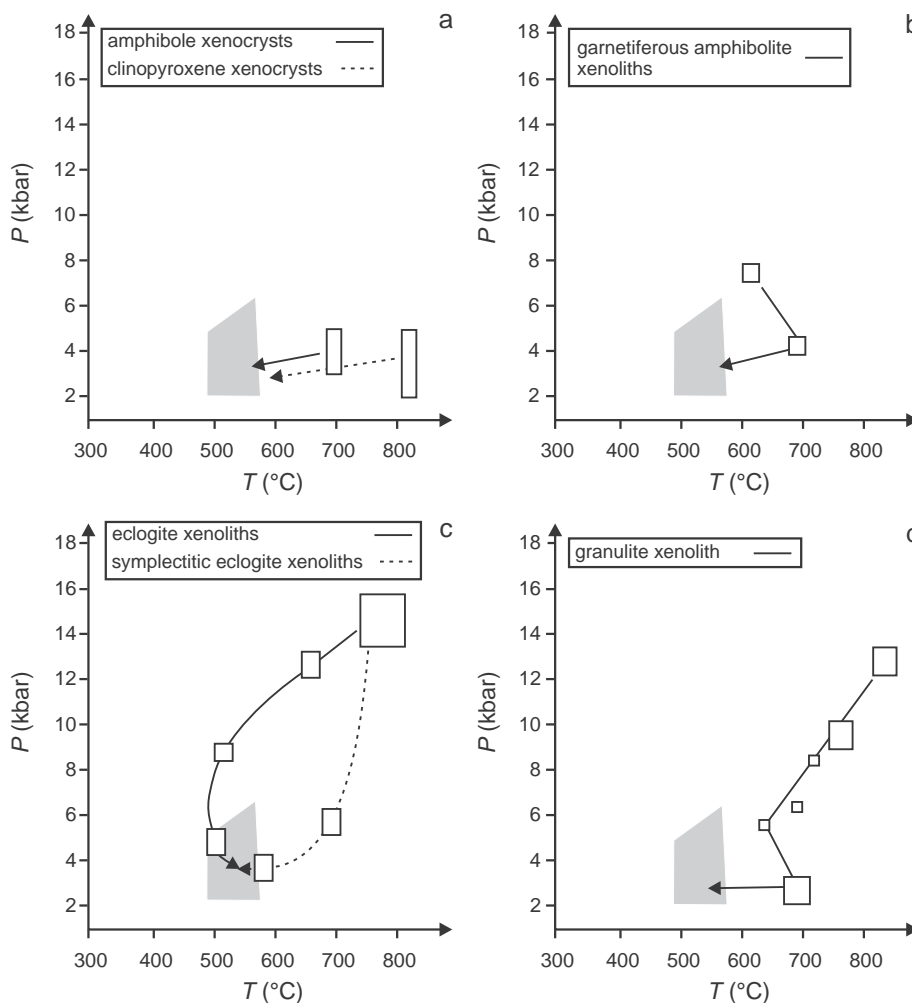 a
amphibole xenocrysts
clinopyroxene xenocrysts
18
16
14
12
10
8
6
4
2
P (kbar)
300 400 500 600 700 800
T (°C)
b
garnetiferous amphibolite
xenoliths
18
16
14
12
10
8
6
4
2
P (kbar)
300 400 500 600 700 800
T (°C)
c
eclogite xenoliths
symplectitic eclogite xenoliths
18
16
14
12
10
8
6
4
2
P (kbar)
300 400 500 600 700 800
T (°C)
granulite xenolith
18
16
14
12
10
8
6
4
2
P (kbar)
300 400 500 600 700 800
T (°C)